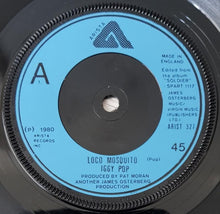 ARISTA
MADE IN
ENGLAND
Edited from
the album
"SOLDIER"
SPART 1117
A
JAMES
OSTERBERG
MUSIC/
VIRGIN MUSIC
(PUBLISHERS)
LTD.
ARIST 327
(P) 1980
ARISTA
RECORDS
INC.
45
LOCO MOSQUITO
(Pop)
IGGY POP
PRODUCED BY PAT MORAN
ANOTHER JAMES OSTERBERG
PRODUCTION